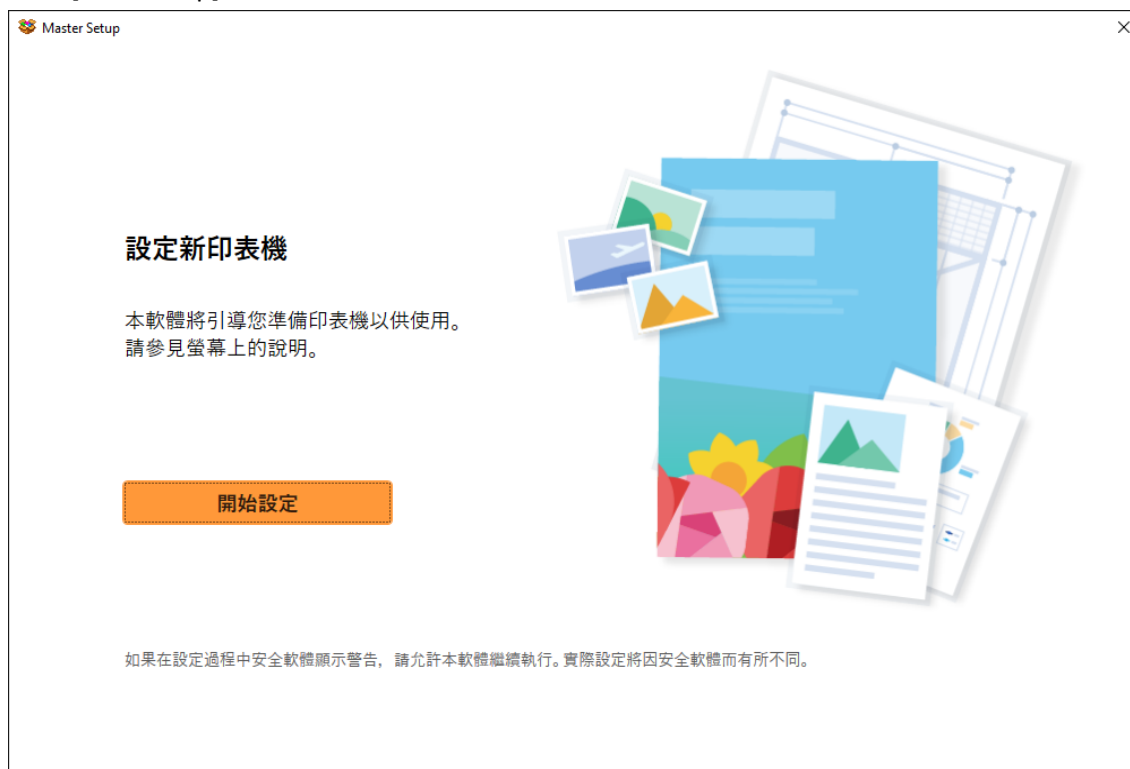 Master Setup
設定新印表機
本軟體將引導您準備印表機以供使用。
請參見螢幕上的說明。
開始設定
如果在設定過程中安全軟體顯示警告，請允許本軟體繼續執行。實際設定將因安全軟體而有所不同。